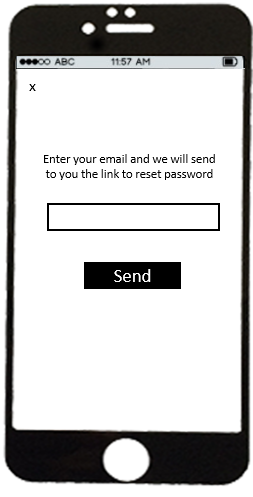 ●●●○○ ABC 11:57 AM
x
Enter your email and we will send
to you the link to reset password
Send